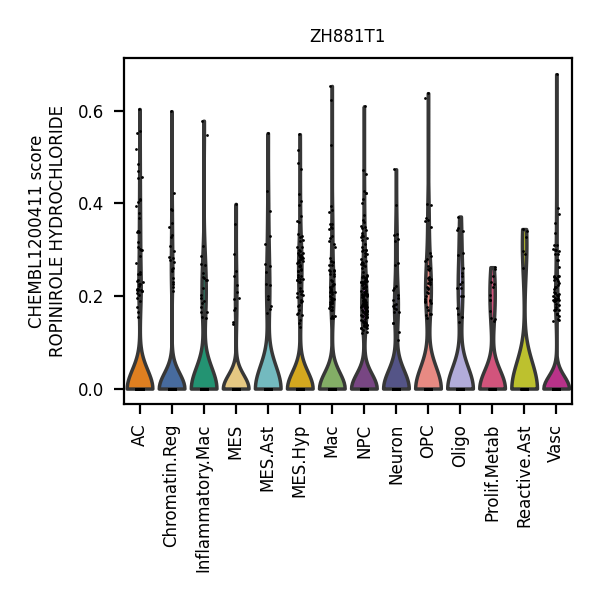 ZH881T1
CHEMBL1200411 score
ROPINIROLE HYDROCHLORIDE
0.6
0.4
0.2
0.0
AC
Chromatin.Reg
Inflammatory.Mac
MES
MES.Ast
MES.Hyp
Mac
NPC
Neuron
OPC
Oligo
Prolif.Metab
Reactive.Ast
Vasc